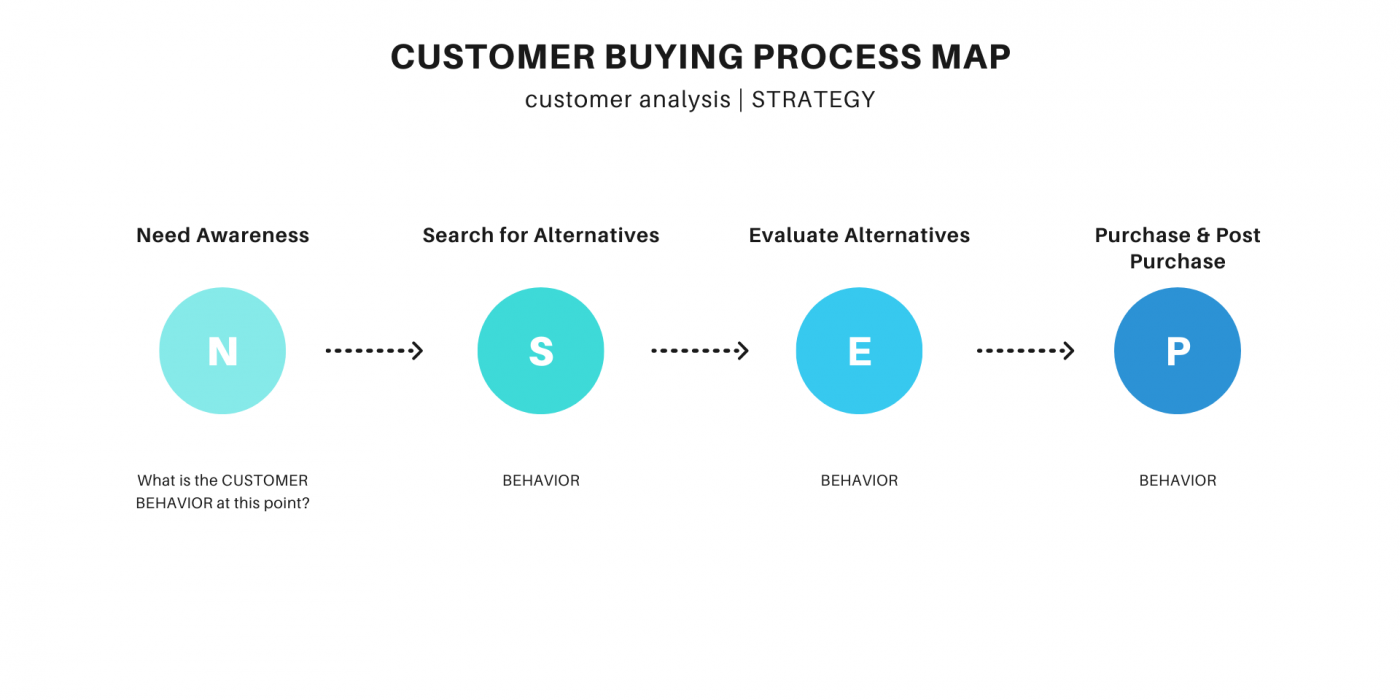 CUSTOMER BUYING PROCESS MAP
customer analysis | STRATEGY
Need Awareness
Search for Alternatives
Evaluate Alternatives
Purchase & Post
Purchase
N
S
E
P
What is the CUSTOMER
BEHAVIOR at this point?
BEHAVIOR
BEHAVIOR
BEHAVIOR